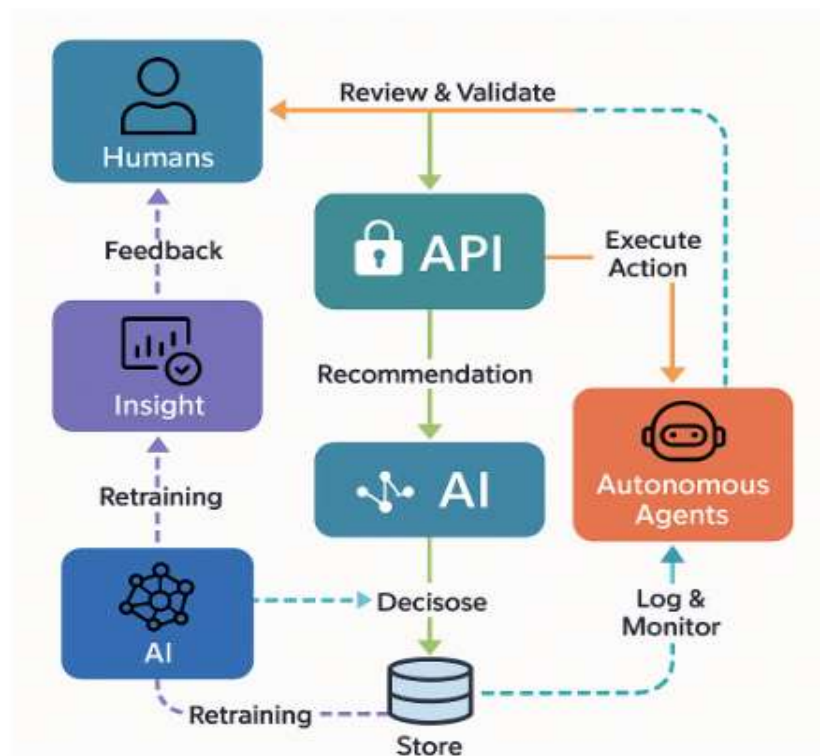 Review & Validate
Humans
API
Feedback
Execute
Action
Recommendation
Insight
AI
Autonomous
Agents
Retraining
Decisose
Log &
Monitor
AI
Retraining
Store